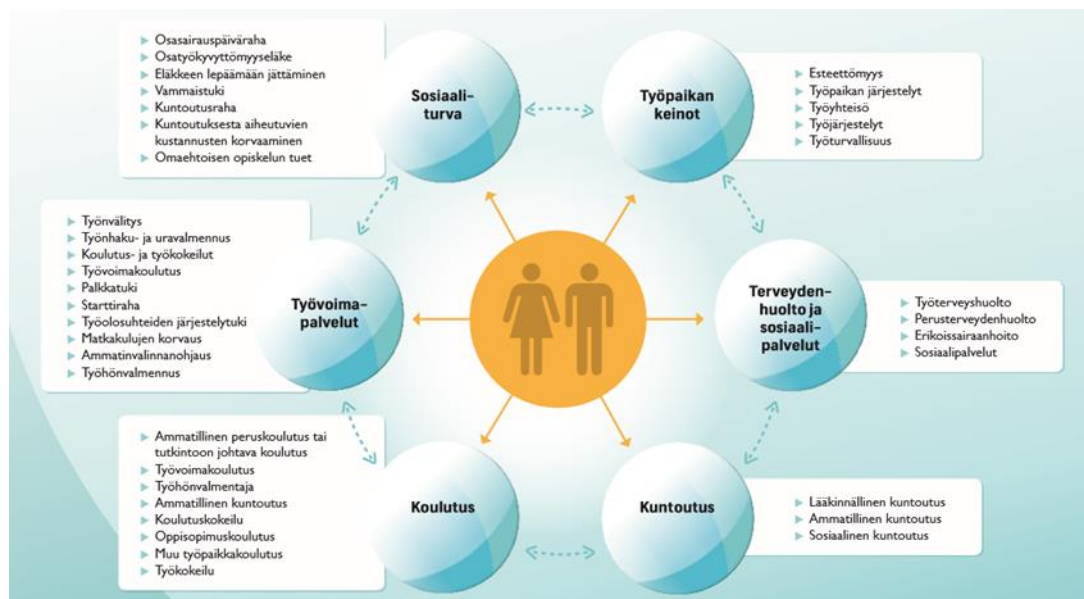 Osasairauspäiväraha
Osatyökyvyttömyyseläke
Eläkkeen lepäämään jättäminen
Vammaistuki
Kuntoutusraha
Kuntoutuksesta aiheutuvien
kustannusten korvaaminen
Omaehtoisen opiskelun tuet
Sosiaali-
turva
Työpaikan
keinot
Esteettömyys
Työpaikan järjestelyt
Työyhteisö
Työjärjestelyt
Työturvallisuus
Työnvälitys
Työnhaku- ja uravalmennus
Koulutus- ja työkokeilut
Työvoimakoulutus
Palkkatuki
Starttiraha
Työolosuhteiden järjestelytuki
Matkakulujen korvaus
Ammatinvalinnanohjaus
Työhönvalmennus
Työvoima-
palvelut
Terveyden-
huolto ja
sosiaali-
palvelut
Työterveyshuolto
Perusterveydenhuolto
Erikoissairaanhoito
Sosiaalipalvelut
Ammatillinen peruskoulutus tai
tutkintoon johtava koulutus
Työvoimakoulutus
Työhönvalmentaja
Ammatillinen kuntoutus
Koulutuskokeilu
Oppisopimuskoulutus
Muu työpaikkakoulutus
Työkokeilu
Koulutus
Kuntoutus
Lääkinnällinen kuntoutus
Ammatillinen kuntoutus
Sosiaalinen kuntoutus